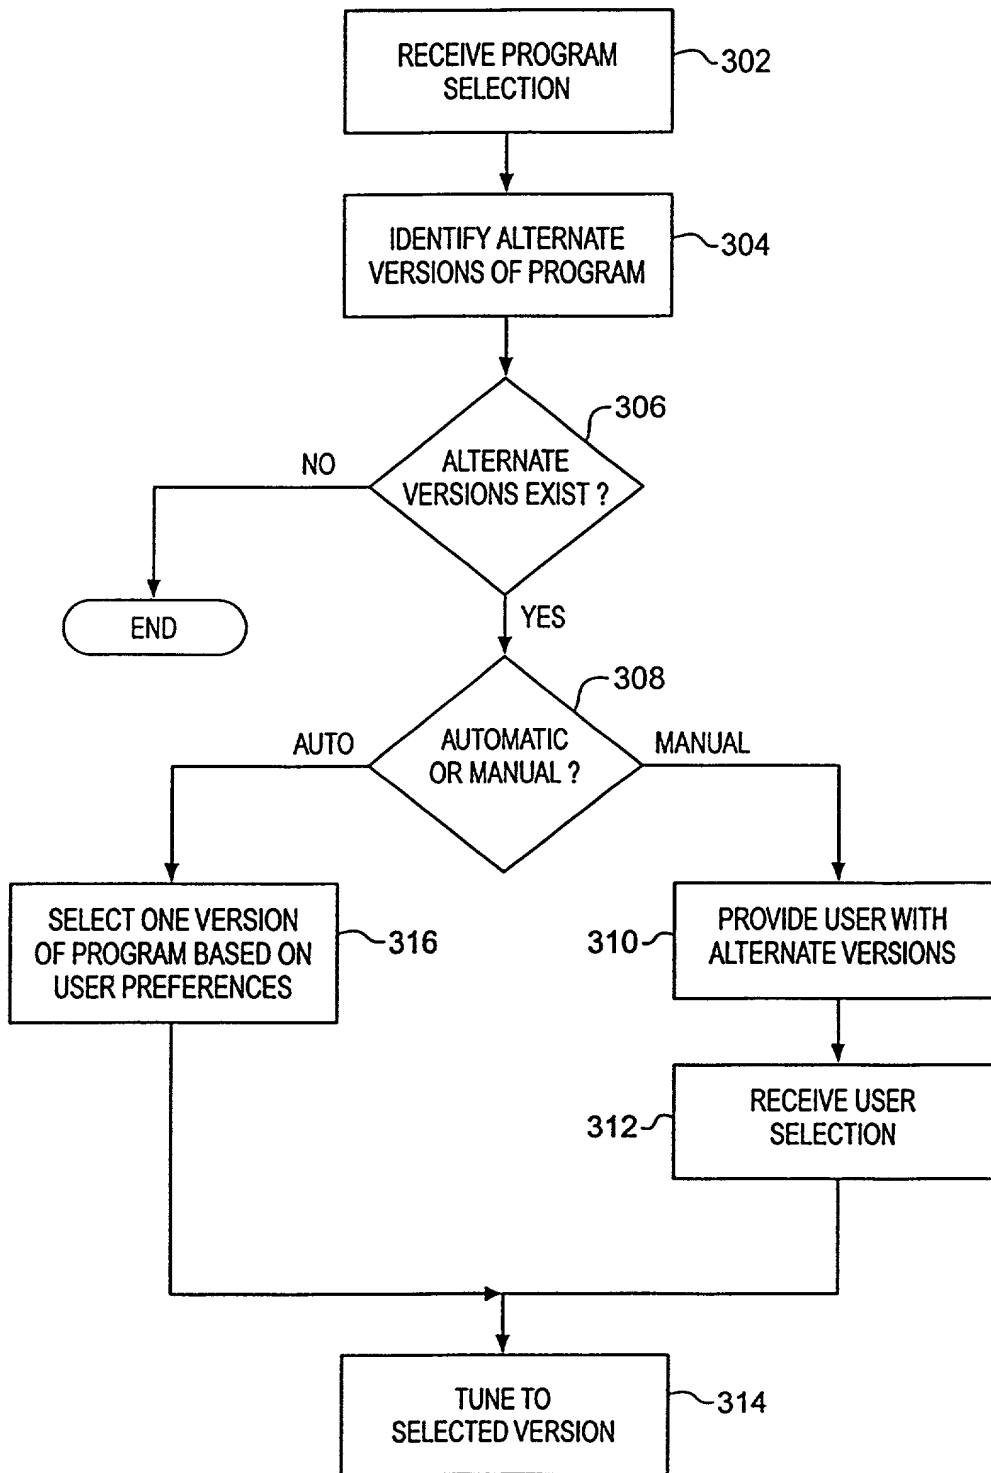 RECEIVE PROGRAM
SELECTION
302
IDENTIFY ALTERNATE
VERSIONS OF PROGRAM
304
306
ALTERNATE
VERSIONS EXIST ?
NO
END
YES
308
AUTOMATIC
OR MANUAL ?
AUTO
MANUAL
SELECT ONE VERSION
OF PROGRAM BASED ON
USER PREFERENCES
316
310
PROVIDE USER WITH
ALTERNATE VERSIONS
312
RECEIVE USER
SELECTION
TUNE TO
SELECTED VERSION
314